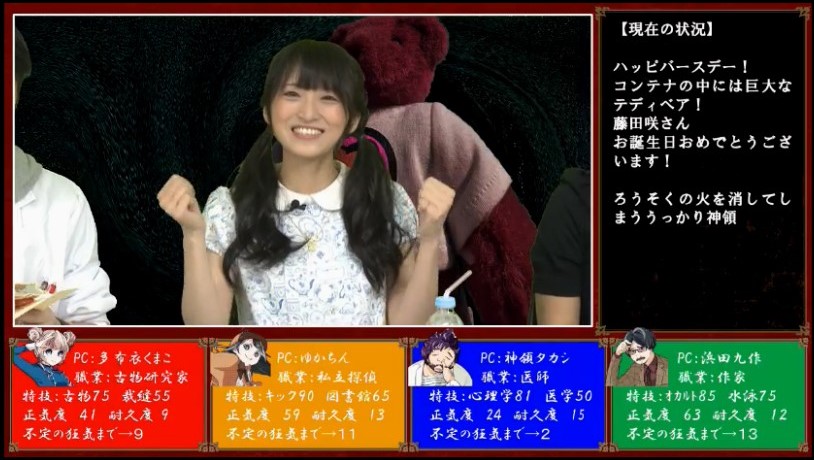 【現在の状況】
ハッピバースデー！
コンテナの中には巨大な
テディベア！
藤田咲さん
お誕生日おめでとうござ
います！
ろうそくの火を消してし
まううっかり神領
PC:多布衣くまこ
職業:古物研究家
特技:古物75 裁縫55
正気度 41 耐久度 9
不定の狂気まで→9
PC:ゆかちん
職業:私立探偵
特技:キック90 図書館65
正気度 59 耐久度 13
不定の狂気まで→11
PC:神領タカシ
職業:医師
特技:心理学81 医学50
正気度 24 耐久度 15
不定の狂気まで→2
PC:浜田九作
職業:作家
特技:オカルト85 水泳75
正気度 63 耐久度 12
不定の狂気まで→13